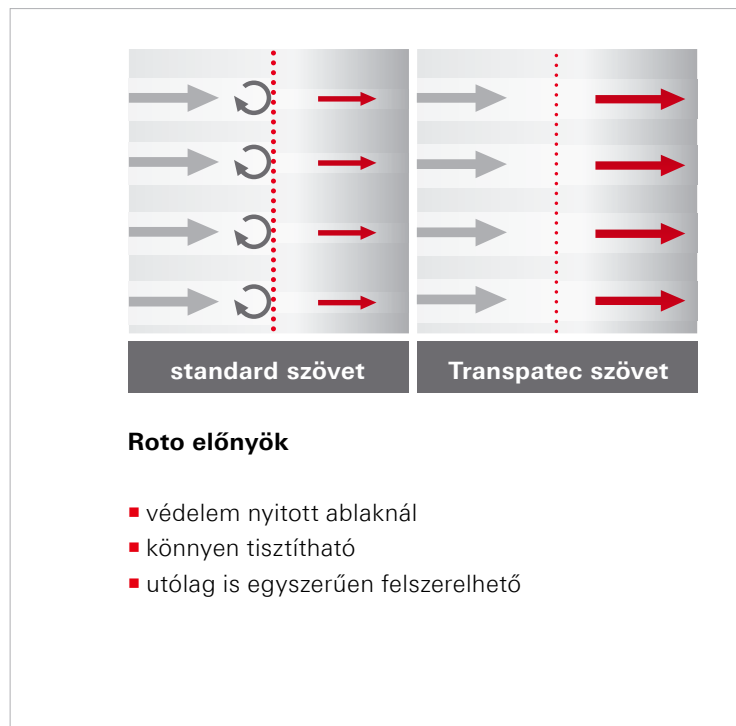 standard szövet
Transpatec szövet
Roto előnyök
védelem nyitott ablaknál
könnyen tisztítható
utólag is egyszerűen felszerelhető